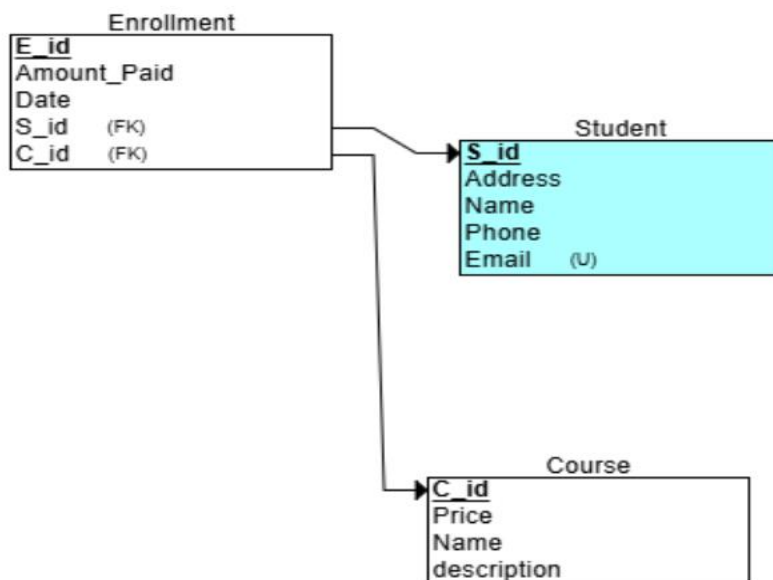 Enrollment
E_id
Amount_Paid
Date
S_id (FK)
C_id (FK)
Student
S_id
Address
Name
Phone
Email (U)
Course
C_id
Price
Name
description